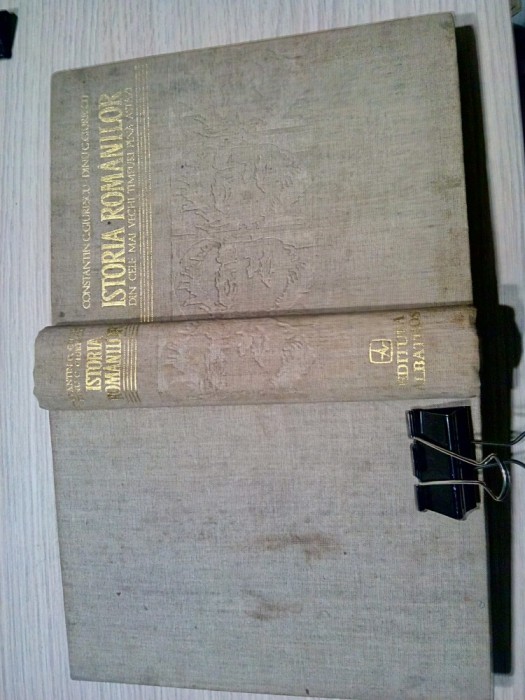 CONSTANTIN C. GIURESCU DINU C. GIURESCU
ISTORIA ROMÂNILOR
DIN CELE MAI VECHI TIMPURI PÎNĂ ASTĂZI
ISTORIA
ROMÂNILOR
EDITURA
ALBATROS